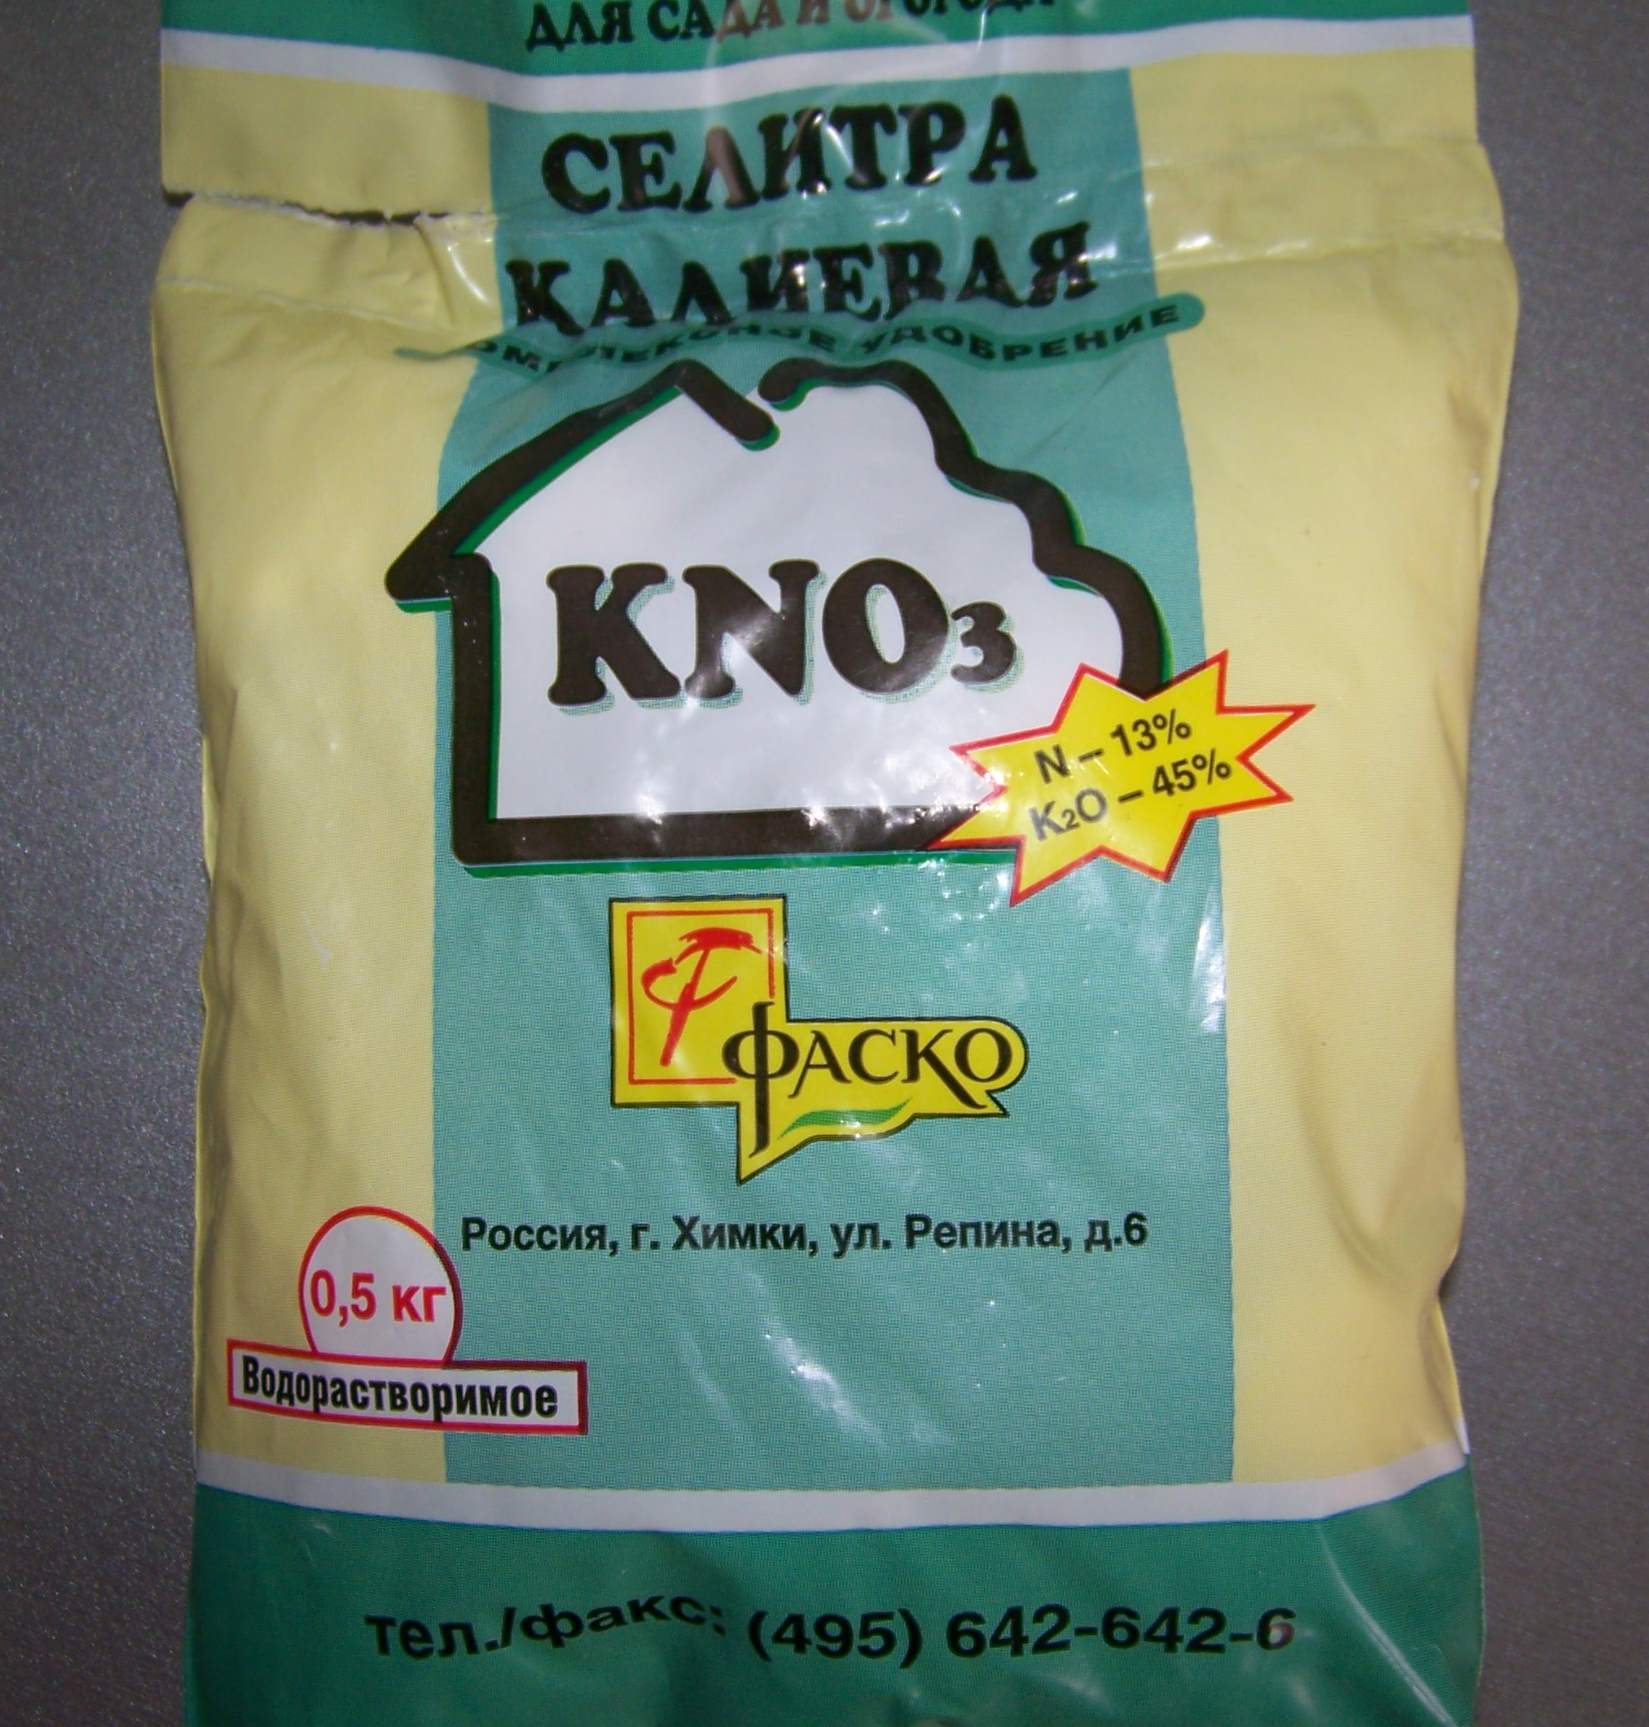 ДЛЯ САДА И ОГОРОДА
СЕЛИТРА
КАЛИЕВАЯ
КОМПЛЕКСНОЕ УДОБРЕНИЕ
KNO₃
N – 13%
K₂O – 45%
ФАСКО
Россия, г. Химки, ул. Репина, д.6
0,5 кг
Водорастворимое
тел./факс: (495) 642-642-6